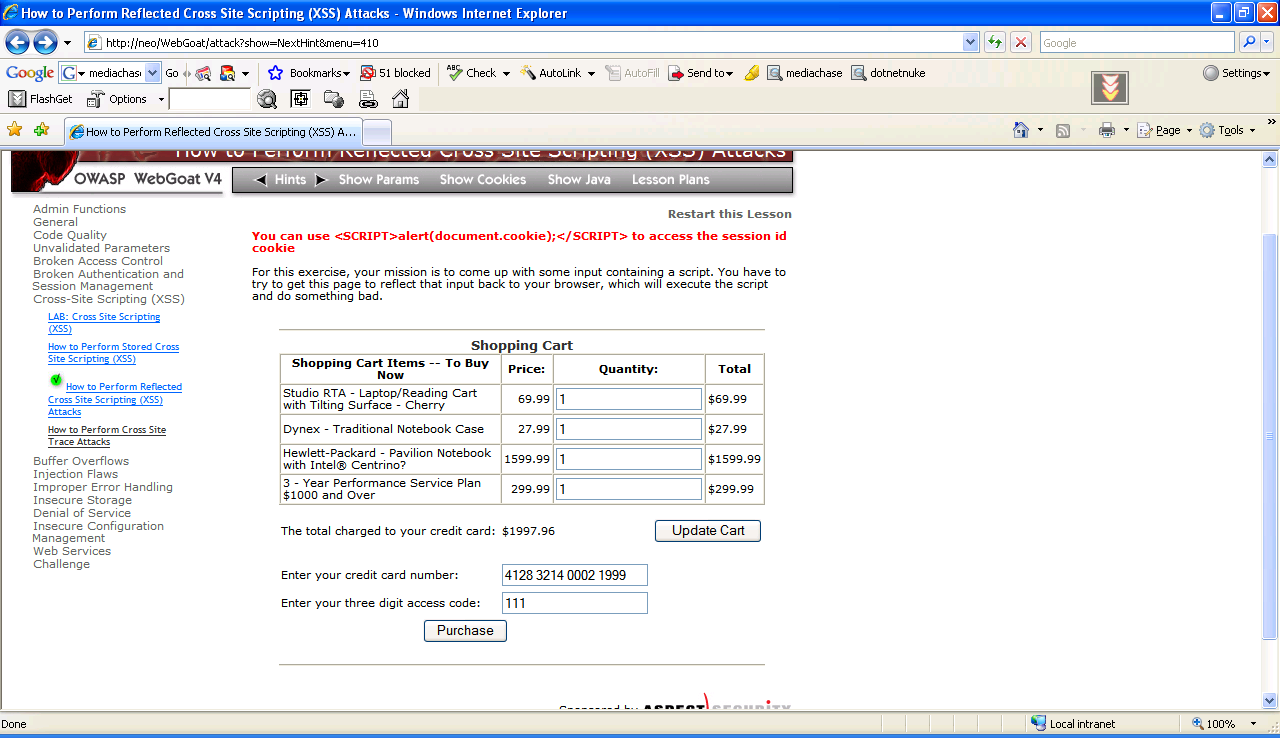 How to Perform Reflected Cross Site Scripting (XSS) Attacks - Windows Internet Explorer
http://neo/WebGoat/attack?show=NextHint&menu=410
Google
Google
G
mediachas
Go
Bookmarks
51 blocked
ABC
Check
AutoLink
AutoFill
Send to
mediachase
dotnetnuke
Settings
FlashGet
Options
How to Perform Reflected Cross Site Scripting (XSS) A...
Page
Tools
How to Perform Reflected Cross Site Scripting (XSS) Attacks
OWASP WebGoat V4
Hints
Show Params
Show Cookies
Show Java
Lesson Plans
Admin Functions
General
Code Quality
Unvalidated Parameters
Broken Access Control
Broken Authentication and
Session Management
Cross-Site Scripting (XSS)
LAB: Cross Site Scripting
(XSS)
How to Perform Stored Cross
Site Scripting (XSS)
How to Perform Reflected
Cross Site Scripting (XSS)
Attacks
How to Perform Cross Site
Trace Attacks
Buffer Overflows
Injection Flaws
Improper Error Handling
Insecure Storage
Denial of Service
Insecure Configuration
Management
Web Services
Challenge
Restart this Lesson
You can use <SCRIPT>alert(document.cookie);</SCRIPT> to access the session id
cookie
For this exercise, your mission is to come up with some input containing a script. You have to
try to get this page to reflect that input back to your browser, which will execute the script
and do something bad.
Shopping Cart
Shopping Cart Items -- To Buy
Now
Price:
Quantity:
Total
Studio RTA - Laptop/Reading Cart
with Tilting Surface - Cherry
69.99
1
$69.99
Dynex - Traditional Notebook Case
27.99
1
$27.99
Hewlett-Packard - Pavilion Notebook
with Intel® Centrino?
1599.99
1
$1599.99
3 - Year Performance Service Plan
$1000 and Over
299.99
1
$299.99
The total charged to your credit card: $1997.96
Update Cart
Enter your credit card number:
4128 3214 0002 1999
Enter your three digit access code:
111
Purchase
Sponsored by ASPECT SECURITY
Done
Local intranet
100%